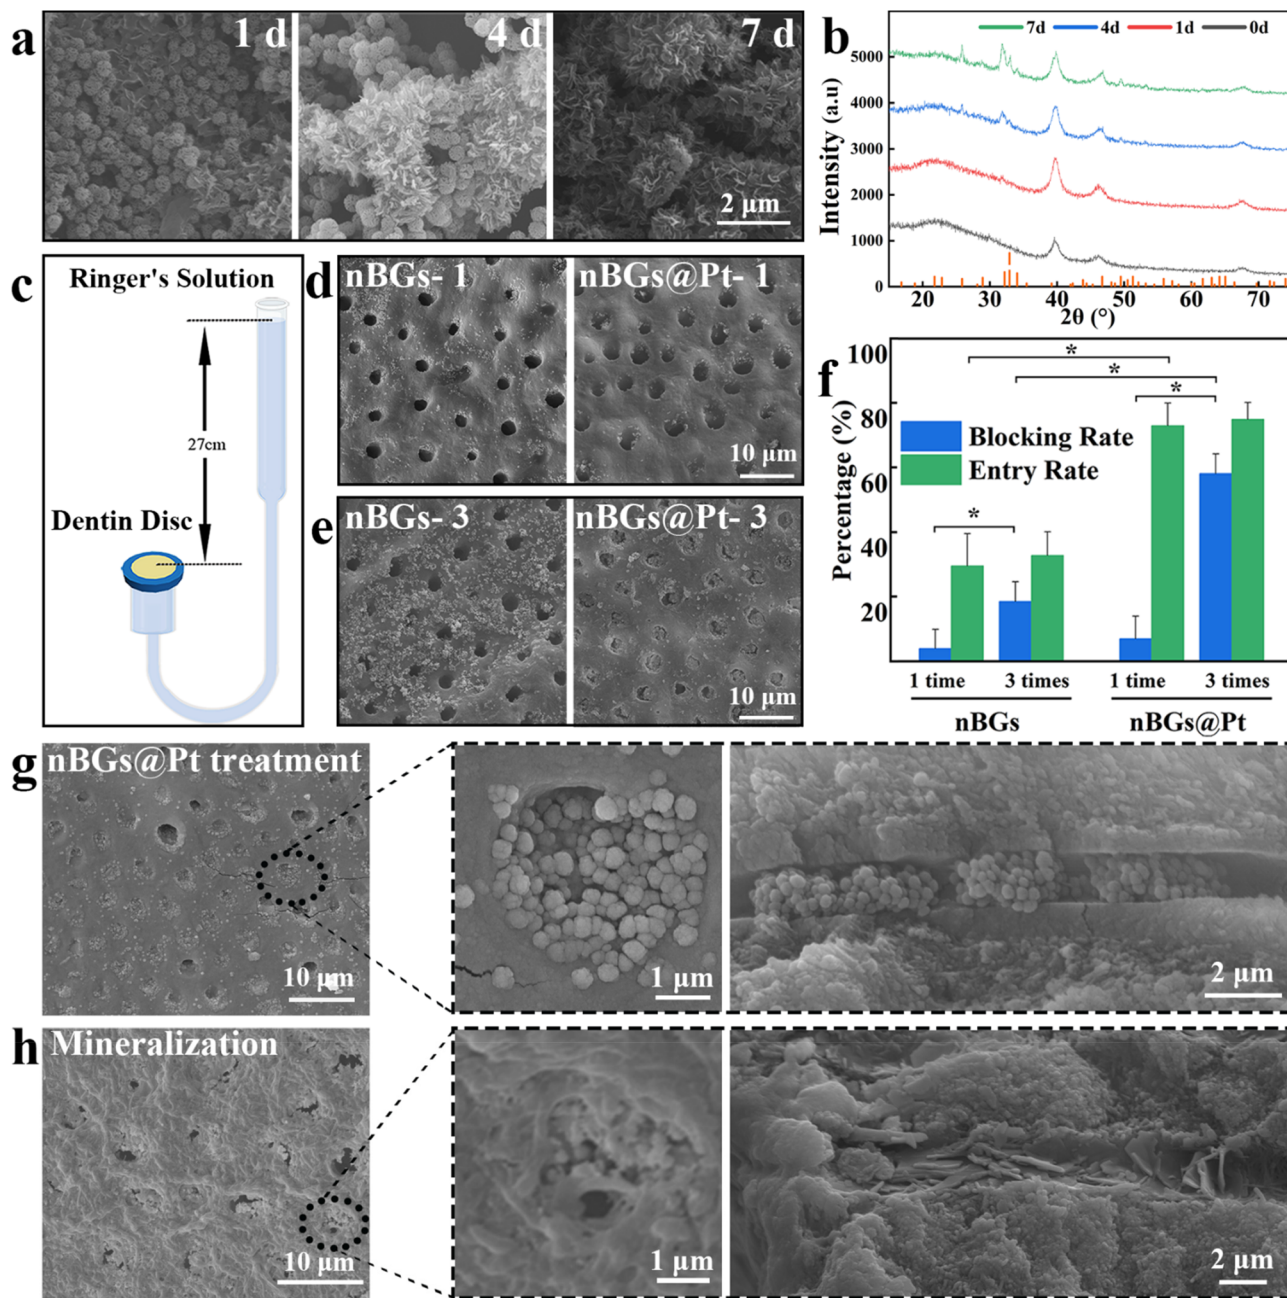 a
1 d
4 d
7 d
2 μm
b
7d 4d 1d 0d
Intensity (a.u)
5000
4000
3000
2000
1000
0
20 30 40 50 60 70
2θ (°)
c
Ringer's Solution
27cm
Dentin Disc
d
nBGs- 1
nBGs@Pt- 1
10 μm
e
nBGs- 3
nBGs@Pt- 3
10 μm
f
Percentage (%)
100
80
60
40
20
Blocking Rate
Entry Rate
*
*
*
*
1 time 3 times 1 time 3 times
nBGs nBGs@Pt
g
nBGs@Pt treatment
10 μm
1 μm
2 μm
h
Mineralization
10 μm
1 μm
2 μm